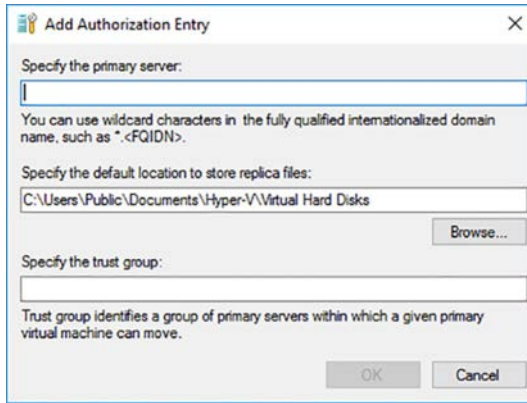 Add Authorization Entry
Specify the primary server:
You can use wildcard characters in the fully qualified internationalized domain
name, such as *.<FQIDN>.
Specify the default location to store replica files:
C:\Users\Public\Documents\Hyper-V\Virtual Hard Disks
Browse...
Specify the trust group:
Trust group identifies a group of primary servers within which a given primary
virtual machine can move.
OK
Cancel